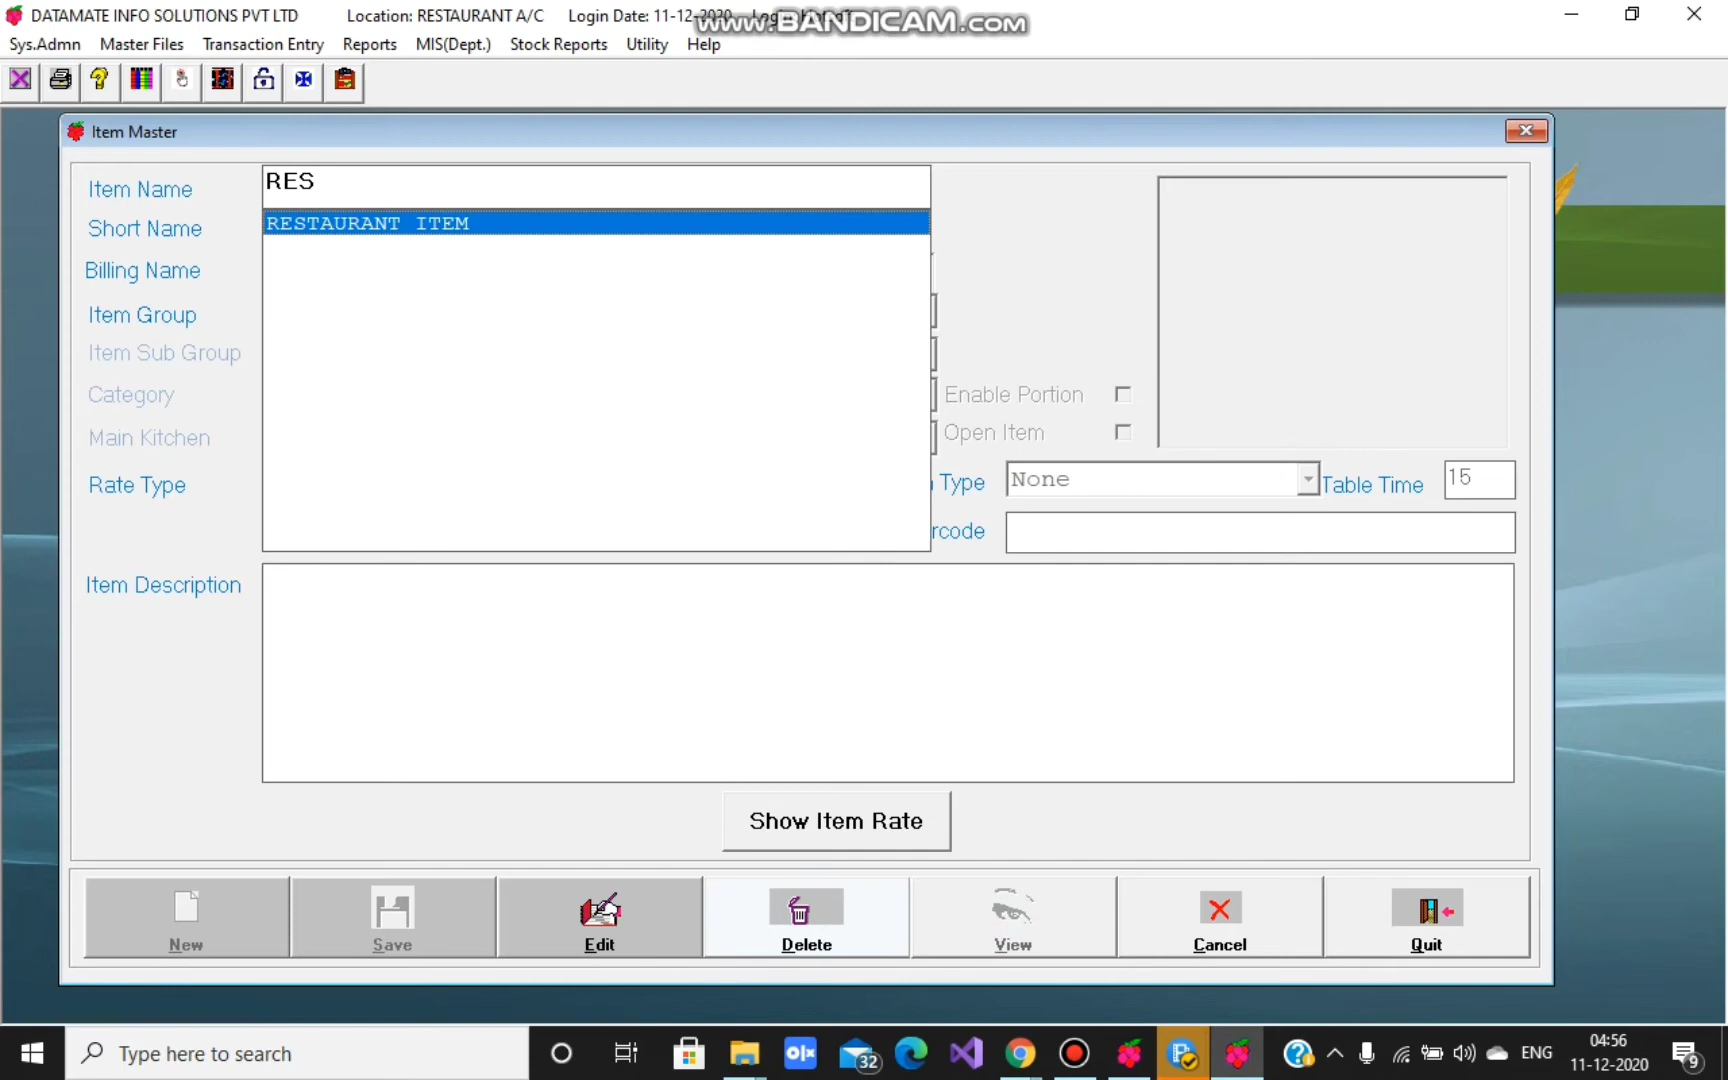 DATAMATE INFO SOLUTIONS PVT LTD Location: RESTAURANT A/C Login Date: 11-12-2020
www.BANDICAM.com
Sys.Admn Master Files Transaction Entry Reports MIS(Dept.) Stock Reports Utility Help
Item Master
Item Name RES
RESTAURANT ITEM
Short Name
Billing Name
Item Group
Item Sub Group
Category Enable Portion
Main Kitchen Open Item
Rate Type Type None Table Time 15
rcode
Item Description
Show Item Rate
New Save Edit Delete View Cancel Quit
Type here to search olx 32 ENG 04:56
11-12-2020 9